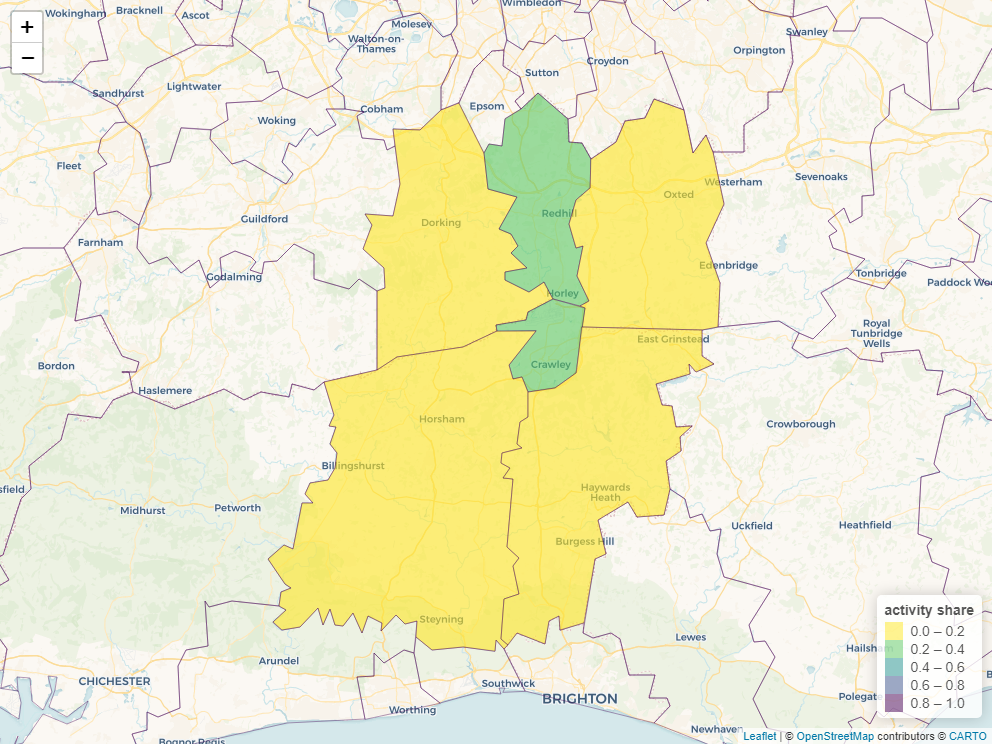 Wokingham
Bracknell
Ascot
Wimbledon
Molesey
Walton-on-
Thames
Croydon
Orpington
Swanley
Sutton
Sandhurst
Lightwater
Cobham
Epsom
Woking
Fleet
Sevenoaks
Westerham
Oxted
Guildford
Dorking
Redhill
Farnham
Edenbridge
Godalming
Tonbridge
Paddock Wo
Horley
Royal
Tunbridge
Wells
East Grinstead
Bordon
Crawley
Haslemere
Horsham
Crowborough
Billingshurst
sfield
Haywards
Heath
Midhurst
Petworth
Uckfield
Heathfield
Burgess Hill
Steyning
Lewes
Hailsham
Arundel
CHICHESTER
Southwick
BRIGHTON
Polegat
Worthing
Newhaven
Bognor Regis
B
+
−
activity share
0.0 – 0.2
0.2 – 0.4
0.4 – 0.6
0.6 – 0.8
0.8 – 1.0
Leaflet | © OpenStreetMap contributors © CARTO